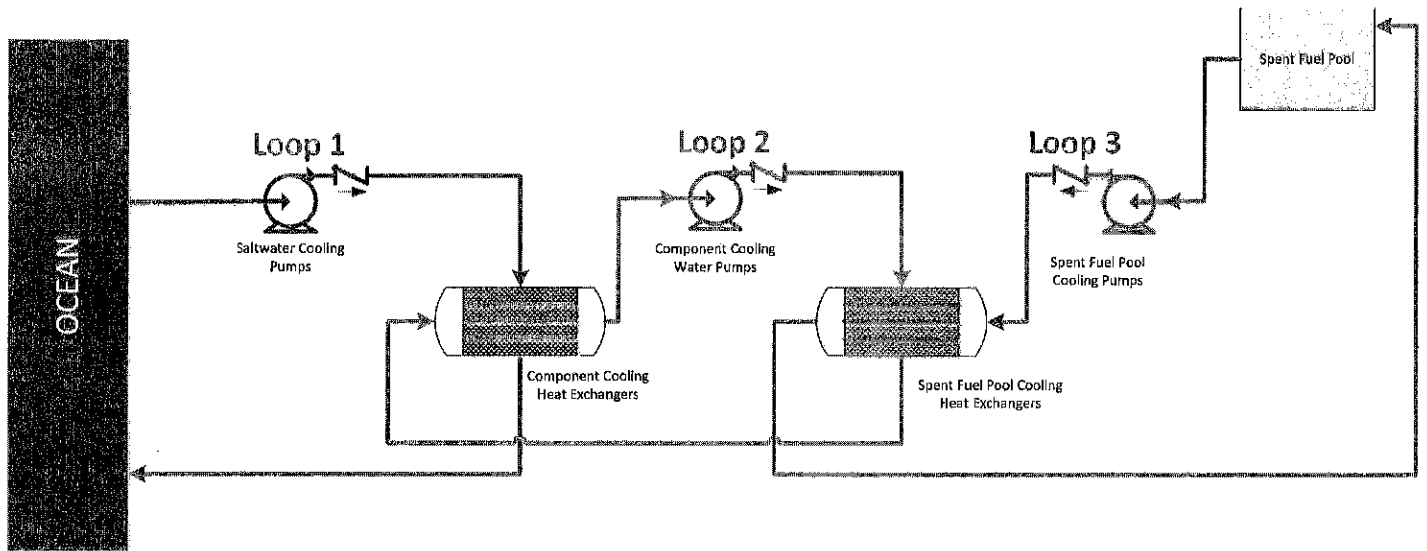 Spent Fuel Pool
Loop 1
Loop 2
Loop 3
Saltwater Cooling
Pumps
Component Cooling
Water Pumps
Spent Fuel Pool
Cooling Pumps
OCEAN
Component Cooling
Heat Exchangers
Spent Fuel Pool Cooling
Heat Exchangers